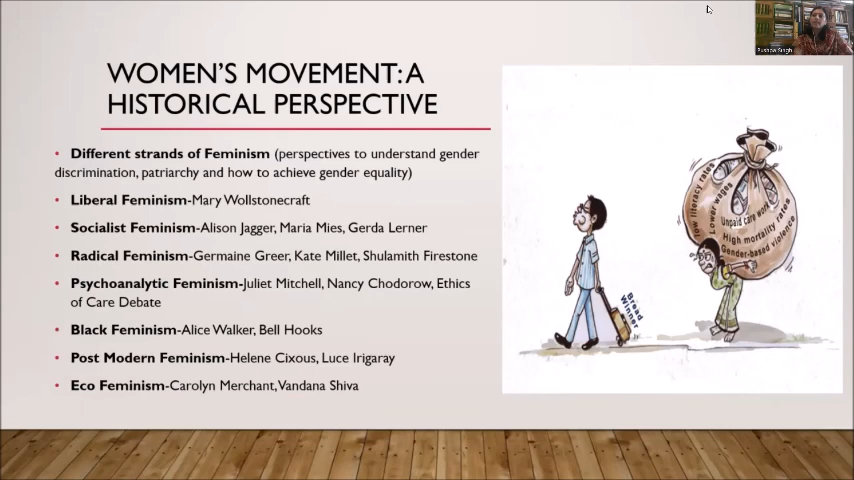 WOMEN'S MOVEMENT: A
HISTORICAL PERSPECTIVE
• Different strands of Feminism (perspectives to understand gender
discrimination, patriarchy and how to achieve gender equality)
• Liberal Feminism-Mary Wollstonecraft
• Socialist Feminism-Alison Jagger, Maria Mies, Gerda Lerner
• Radical Feminism-Germaine Greer, Kate Millet, Shulamith Firestone
• Psychoanalytic Feminism-Juliet Mitchell, Nancy Chodorow, Ethics
of Care Debate
• Black Feminism-Alice Walker, Bell Hooks
• Post Modern Feminism-Helene Cixous, Luce Irigaray
• Eco Feminism-Carolyn Merchant, Vandana Shiva
Bread
Winner
low literacy rates
Lower wages
Unpaid care work
High mortality rates
Gender-based violence
Pushpa Singh